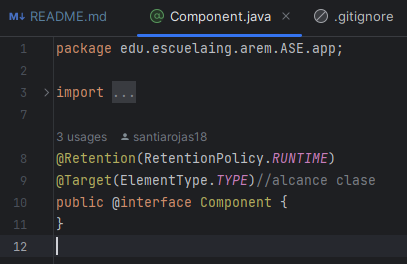 M↓ README.md @ Component.java × .gitignore
1 package edu.escuelaing.arem.ASE.app;
2
3 > import ...
7
3 usages santiarojas18
8 @Retention(RetentionPolicy.RUNTIME)
9 @Target(ElementType.TYPE)//alcance clase
10 public @interface Component {
11 }
12